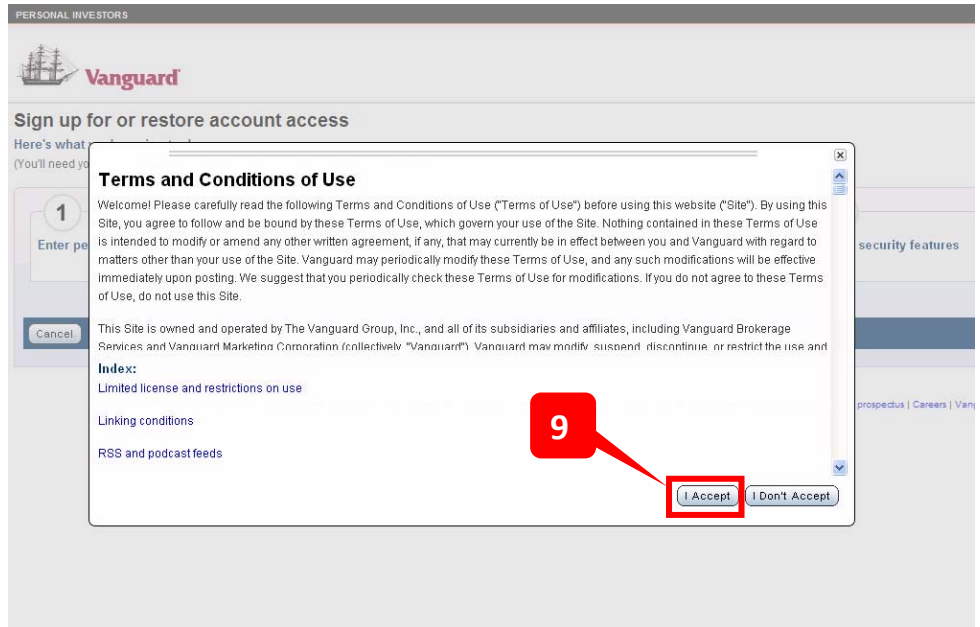 PERSONAL INVESTORS
Vanguard
Sign up for or restore account access
Here's what
(You'll need yo
Terms and Conditions of Use
Welcome! Please carefully read the following Terms and Conditions of Use ("Terms of Use") before using this website ("Site"). By using this
Site, you agree to follow and be bound by these Terms of Use, which govern your use of the Site. Nothing contained in these Terms of Use
is intended to modify or amend any other written agreement, if any, that may currently be in effect between you and Vanguard with regard to
matters other than your use of the Site. Vanguard may periodically modify these Terms of Use, and any such modifications will be effective
immediately upon posting. We suggest that you periodically check these Terms of Use for modifications. If you do not agree to these Terms
of Use, do not use this Site.
This Site is owned and operated by The Vanguard Group, Inc., and all of its subsidiaries and affiliates, including Vanguard Brokerage
Services and Vanguard Marketing Corporation (collectively, "Vanguard"). Vanguard may modify, suspend, discontinue, or restrict the use and
Index:
Limited license and restrictions on use
Linking conditions
RSS and podcast feeds
I Accept
I Don't Accept
9
1
Enter pe
security features
Cancel
prospectus | Careers | Vang